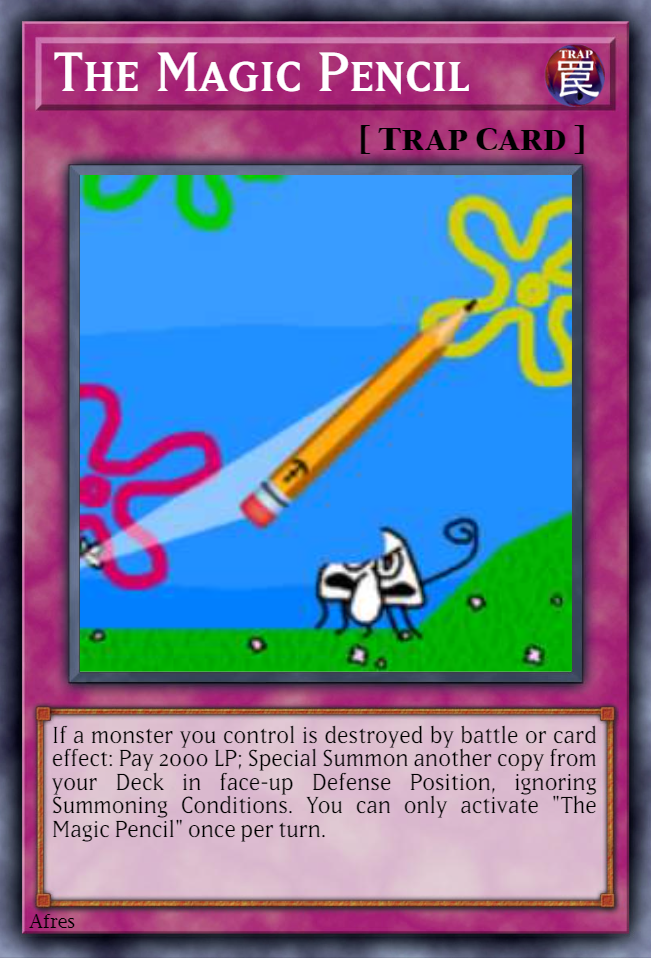 The Magic Pencil
TRAP
罠
[ Trap Card ]
If a monster you control is destroyed by battle or card
effect: Pay 2000 LP; Special Summon another copy from
your Deck in face-up Defense Position, ignoring
Summoning Conditions. You can only activate "The
Magic Pencil" once per turn.
Afres